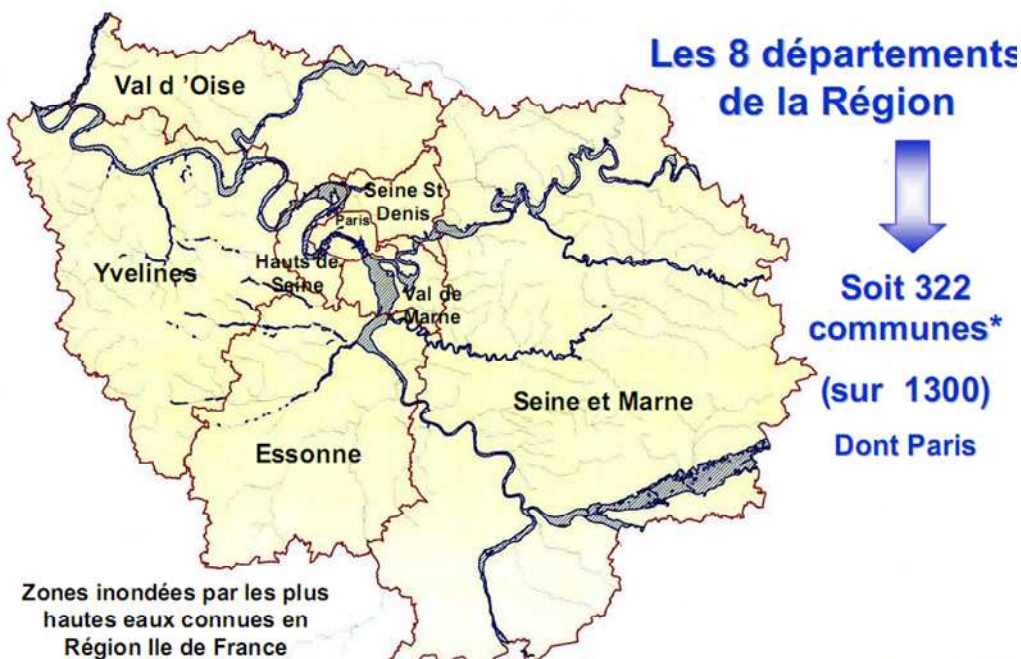 Les 8 départements
de la Région
Val d 'Oise
Seine St
Denis
Paris
Yvelines
Hauts de
Seine
Val de
Marne
Soit 322
communes*
(sur 1300)
Dont Paris
Seine et Marne
Essonne
Zones inondées par les plus
hautes eaux connues en
Région Ile de France